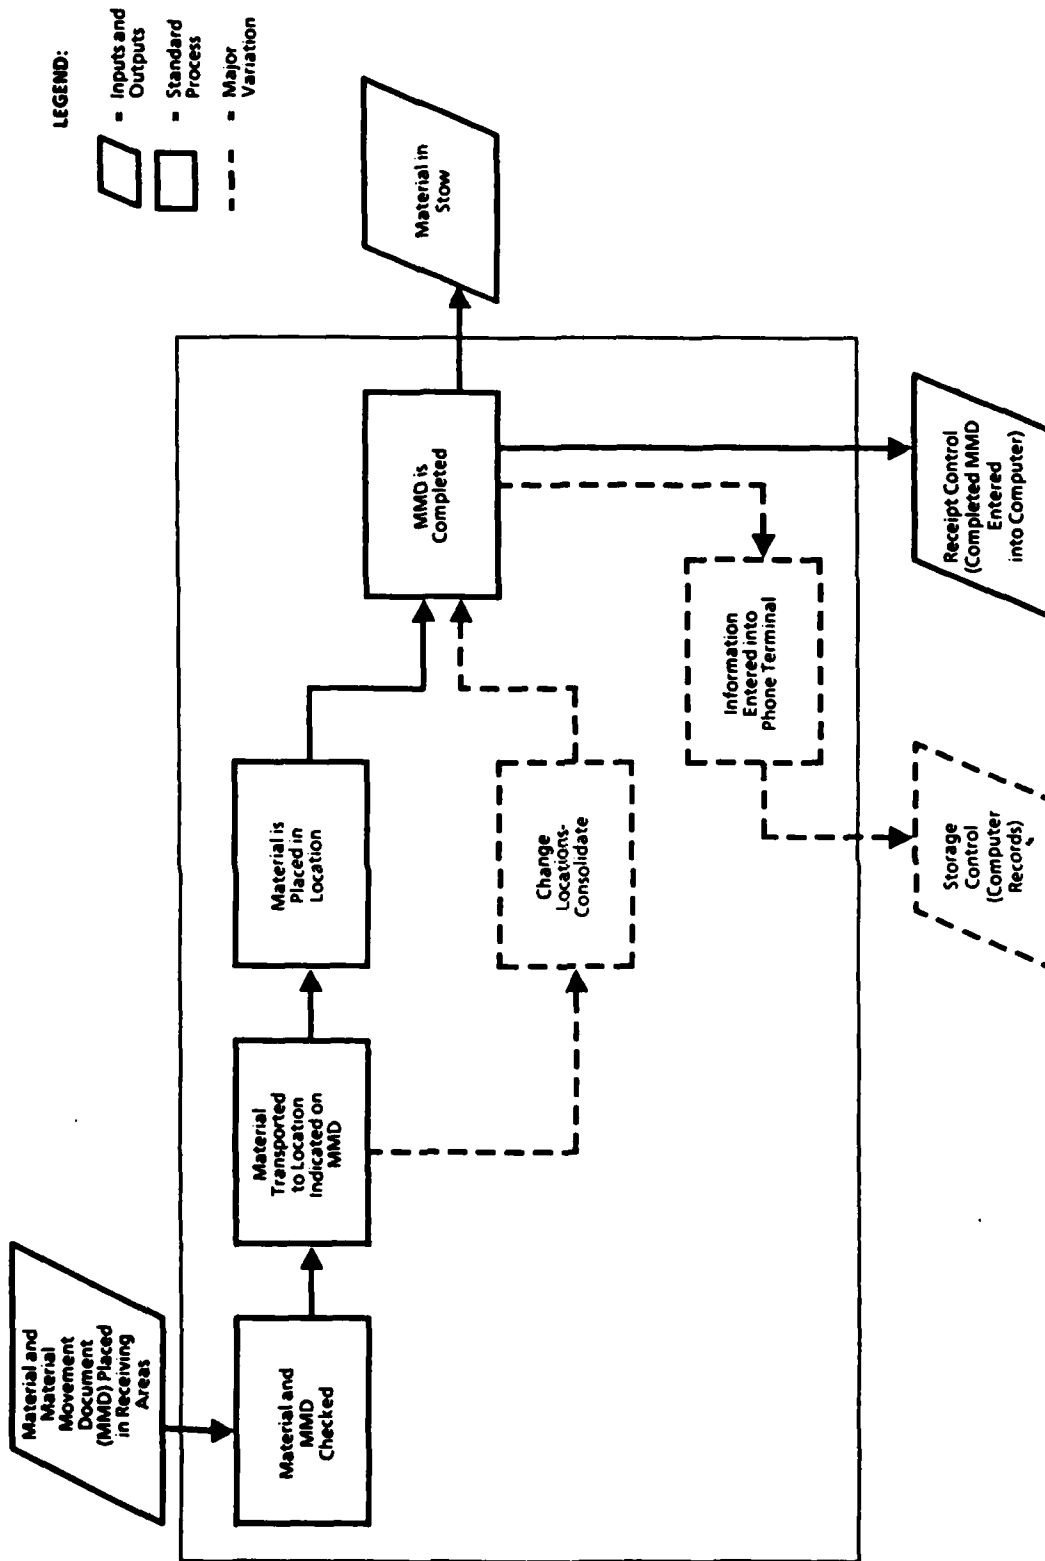 LEGEND:
= Inputs and
Outputs
= Standard
Process
= Major
Variation
Material and
Material
Movement
Document
(MMD) Placed
in Receiving
Areas
Material and
MMD
Checked
Material
Transported
to Location
Indicated on
MMD
Material is
Placed in
Location
Change
Locations-
Consolidate
MMD is
Completed
Material in
Stow
Information
Entered into
Phone Terminal
Storage
Control
(Computer
Records)
Receipt Control
(Completed MMD
Entered
into Computer)